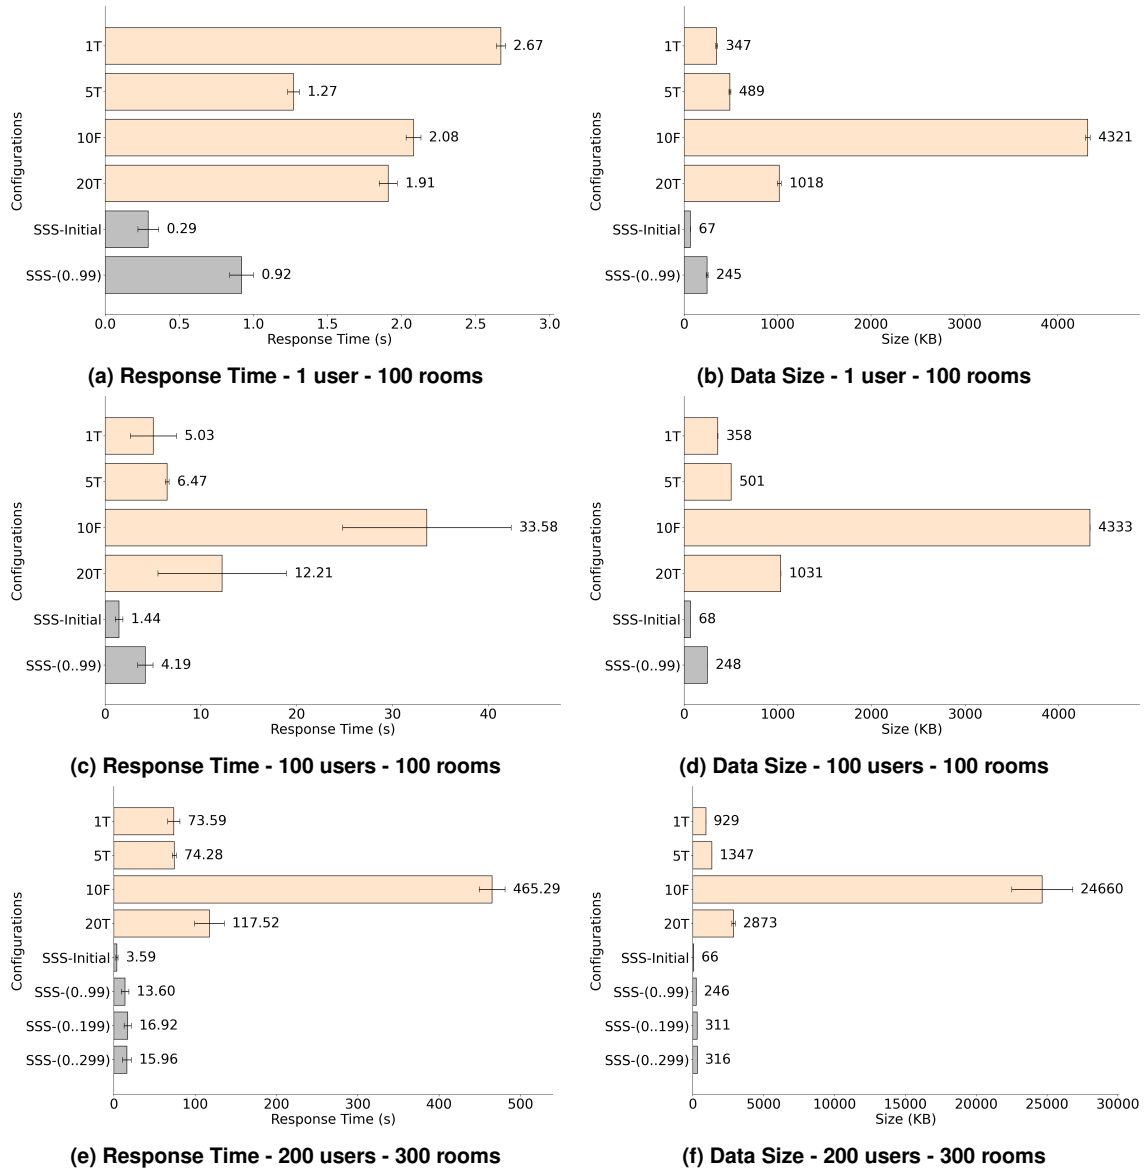 Configurations
1T
2.67
5T
1.27
10F
2.08
20T
1.91
SSS-Initial
0.29
SSS-(0..99)
0.92
0.0 0.5 1.0 1.5 2.0 2.5 3.0
Response Time (s)
(a) Response Time - 1 user - 100 rooms
Configurations
1T
347
5T
489
10F
4321
20T
1018
SSS-Initial
67
SSS-(0..99)
245
0 1000 2000 3000 4000
Size (KB)
(b) Data Size - 1 user - 100 rooms
Configurations
1T
5.03
5T
6.47
10F
33.58
20T
12.21
SSS-Initial
1.44
SSS-(0..99)
4.19
0 10 20 30 40
Response Time (s)
(c) Response Time - 100 users - 100 rooms
Configurations
1T
358
5T
501
10F
4333
20T
1031
SSS-Initial
68
SSS-(0..99)
248
0 1000 2000 3000 4000
Size (KB)
(d) Data Size - 100 users - 100 rooms
Configurations
1T
73.59
5T
74.28
10F
465.29
20T
117.52
SSS-Initial
3.59
SSS-(0..99)
13.60
SSS-(0..199)
16.92
SSS-(0..299)
15.96
0 100 200 300 400 500
Response Time (s)
(e) Response Time - 200 users - 300 rooms
Configurations
1T
929
5T
1347
10F
24660
20T
2873
SSS-Initial
66
SSS-(0..99)
246
SSS-(0..199)
311
SSS-(0..299)
316
0 5000 10000 15000 20000 25000 30000
Size (KB)
(f) Data Size - 200 users - 300 rooms